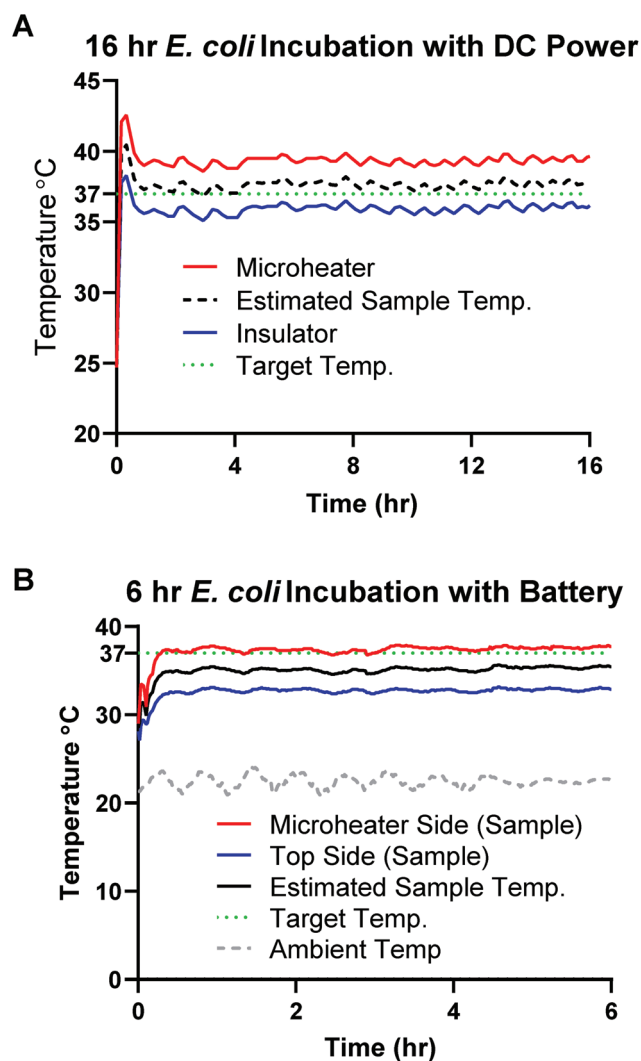 A
16 hr E. coli Incubation with DC Power
45
40
37
35
30
25
20
Temperature °C
Microheater
Estimated Sample Temp.
Insulator
Target Temp.
0 4 8 12 16
Time (hr)
B
6 hr E. coli Incubation with Battery
40
37
30
20
10
0
Temperature °C
Microheater Side (Sample)
Top Side (Sample)
Estimated Sample Temp.
Target Temp.
Ambient Temp
0 2 4 6
Time (hr)